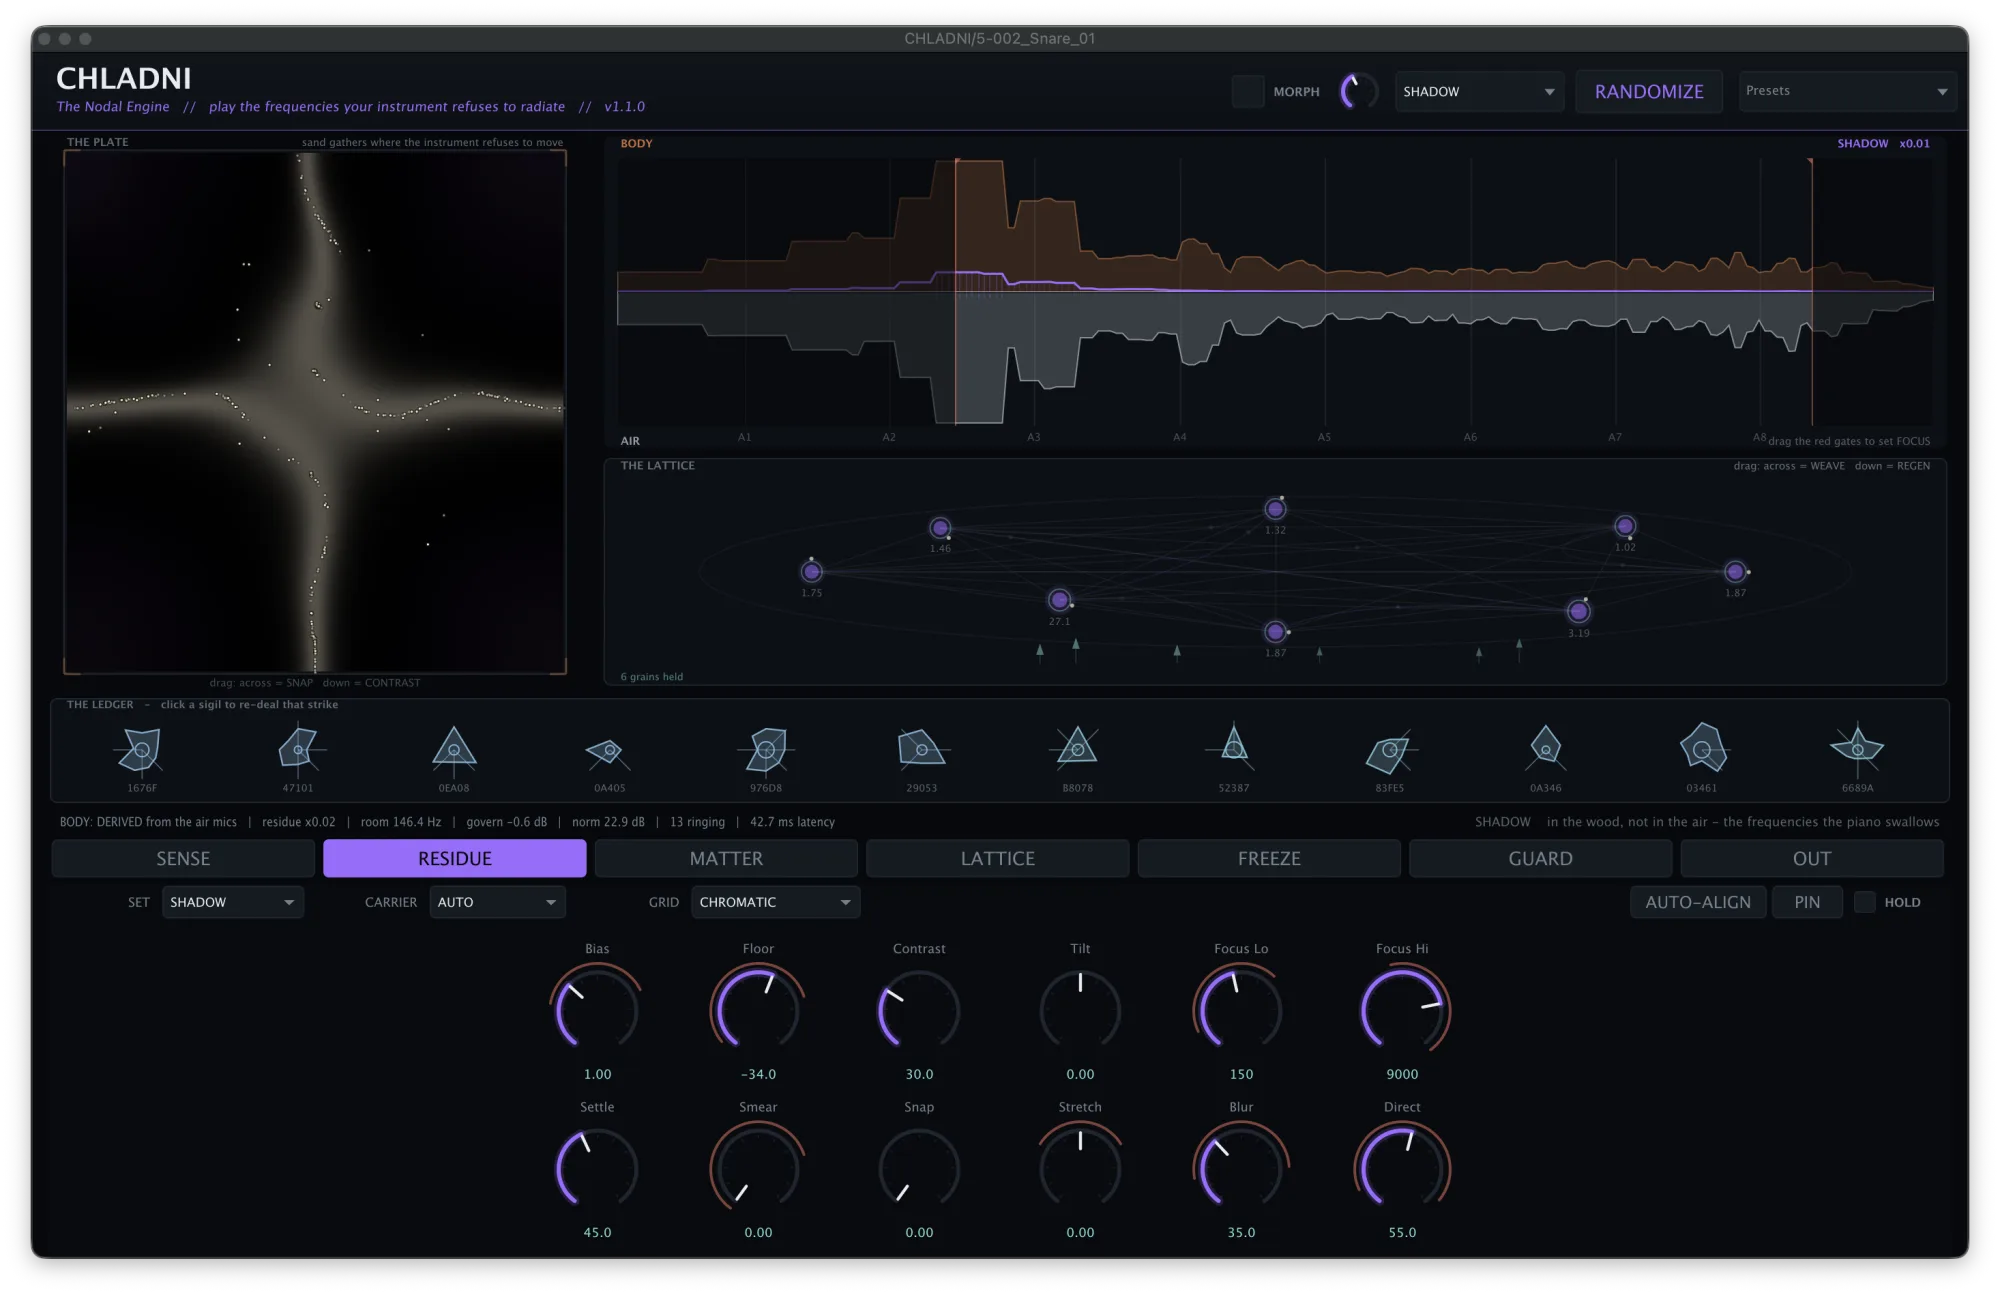 CHLADNI/5-002_Snare_01
CHLADNI
The Nodal Engine // play the frequencies your instrument refuses to radiate // v1.1.0
MORPH
SHADOW
RANDOMIZE
Presets
THE PLATE
sand gathers where the instrument refuses to move
drag: across = SNAP down = CONTRAST
BODY
SHADOW x0.01
AIR
A1 A2 A3 A4 A5 A6 A7 A8
drag the red gates to set FOCUS
THE LATTICE
drag: across = WEAVE down = REGEN
1.32
1.46
1.02
1.75
1.87
27.1
3.19
1.87
6 grains held
THE LEDGER – click a sigil to re-deal that strike
1676F 47101 0EA08 0A405 976D8 29053 B8078 52387 83FE5 0A346 03461 6689A
BODY: DERIVED from the air mics | residue x0.02 | room 146.4 Hz | govern -0.6 dB | norm 22.9 dB | 13 ringing | 42.7 ms latency
SHADOW in the wood, not in the air – the frequencies the piano swallows
SENSE RESIDUE MATTER LATTICE FREEZE GUARD OUT
SET SHADOW CARRIER AUTO GRID CHROMATIC AUTO-ALIGN PIN HOLD
Bias Floor Contrast Tilt Focus Lo Focus Hi
1.00 -34.0 30.0 0.00 150 9000
Settle Smear Snap Stretch Blur Direct
45.0 0.00 0.00 0.00 35.0 55.0